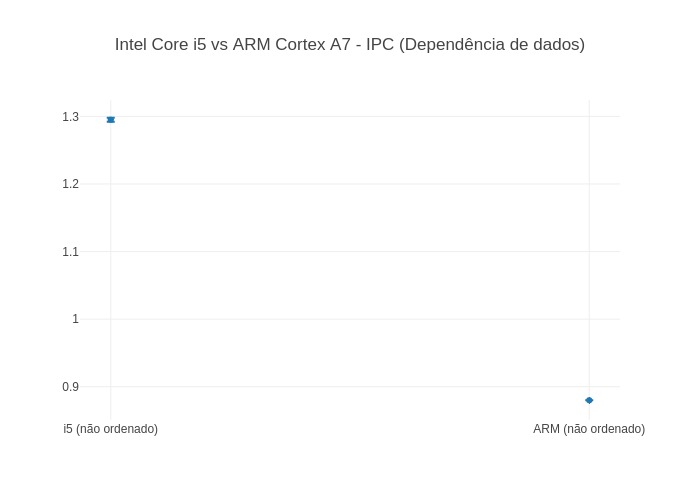 Intel Core i5 vs ARM Cortex A7 - IPC (Dependência de dados)
1.3
1.2
1.1
1
0.9
i5 (não ordenado)
ARM (não ordenado)